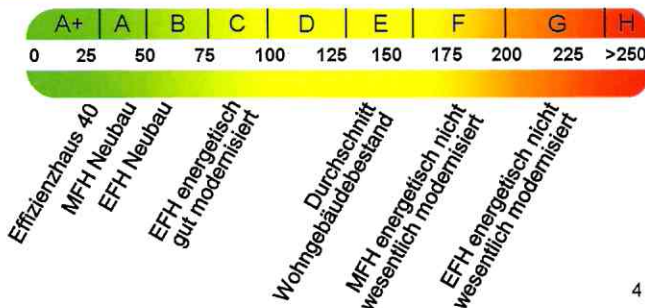 A+ A B C D E F G H
0 25 50 75 100 125 150 175 200 225 >250
Effizienzhaus 40
MFH Neubau
EFH Neubau
EFH energetisch
gut modernisiert
Durchschnitt
Wohngebäudebestand
MFH energetisch nicht
wesentlich modernisiert
EFH energetisch nicht
wesentlich modernisiert
4